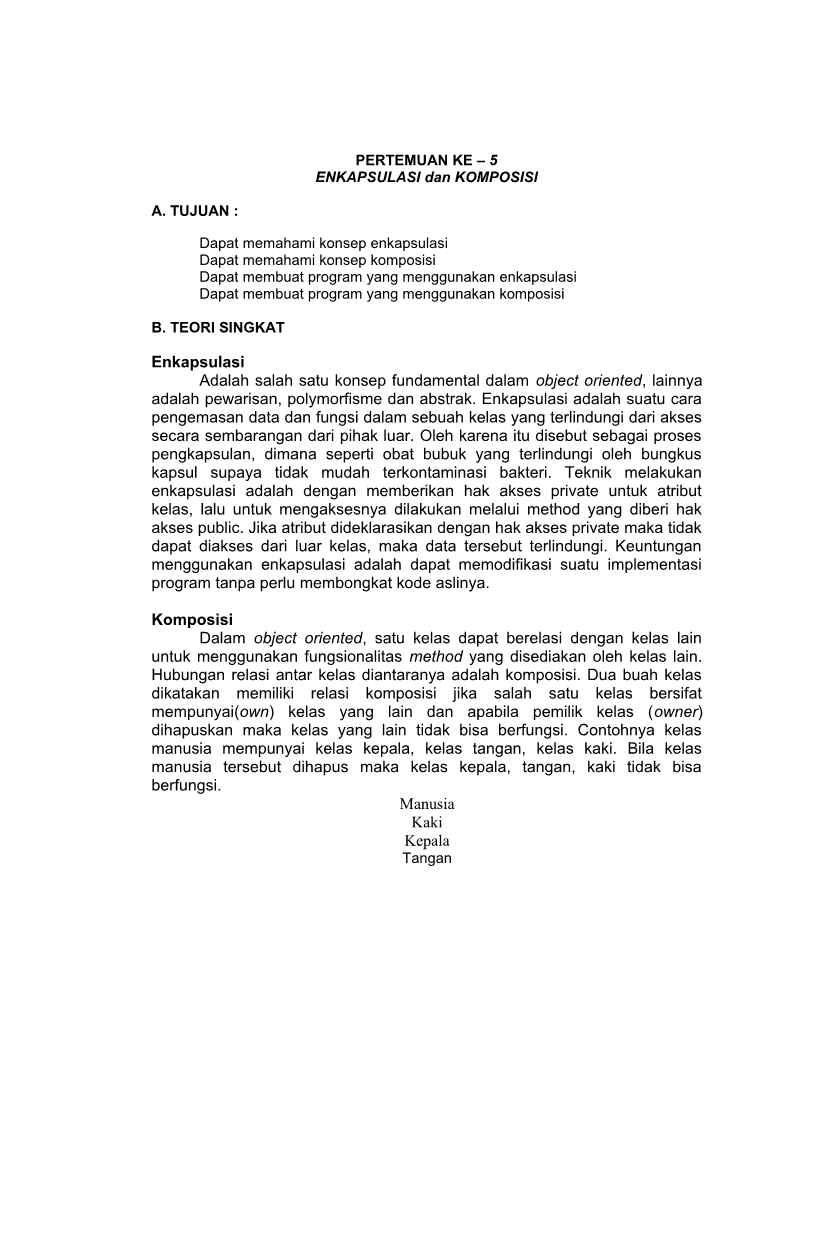 PERTEMUAN KE – 5
ENKAPSULASI dan KOMPOSISI
A. TUJUAN :
Dapat memahami konsep enkapsulasi
Dapat memahami konsep komposisi
Dapat membuat program yang menggunakan enkapsulasi
Dapat membuat program yang menggunakan komposisi
B. TEORI SINGKAT
Enkapsulasi
Adalah salah satu konsep fundamental dalam object oriented, lainnya
adalah pewarisan, polymorfisme dan abstrak. Enkapsulasi adalah suatu cara
pengemasan data dan fungsi dalam sebuah kelas yang terlindungi dari akses
secara sembarangan dari pihak luar. Oleh karena itu disebut sebagai proses
pengkapsulan, dimana seperti obat bubuk yang terlindungi oleh bungkus
kapsul supaya tidak mudah terkontaminasi bakteri. Teknik melakukan
enkapsulasi adalah dengan memberikan hak akses private untuk atribut
kelas, lalu untuk mengaksesnya dilakukan melalui method yang diberi hak
akses public. Jika atribut dideklarasikan dengan hak akses private maka tidak
dapat diakses dari luar kelas, maka data tersebut terlindungi. Keuntungan
menggunakan enkapsulasi adalah dapat memodifikasi suatu implementasi
program tanpa perlu membongkat kode aslinya.
Komposisi
Dalam object oriented, satu kelas dapat berelasi dengan kelas lain
untuk menggunakan fungsionalitas method yang disediakan oleh kelas lain.
Hubungan relasi antar kelas diantaranya adalah komposisi. Dua buah kelas
dikatakan memiliki relasi komposisi jika salah satu kelas bersifat
mempunyai(own) kelas yang lain dan apabila pemilik kelas (owner)
dihapuskan maka kelas yang lain tidak bisa berfungsi. Contohnya kelas
manusia mempunyai kelas kepala, kelas tangan, kelas kaki. Bila kelas
manusia tersebut dihapus maka kelas kepala, tangan, kaki tidak bisa
berfungsi.
Manusia
Kaki
Kepala
Tangan